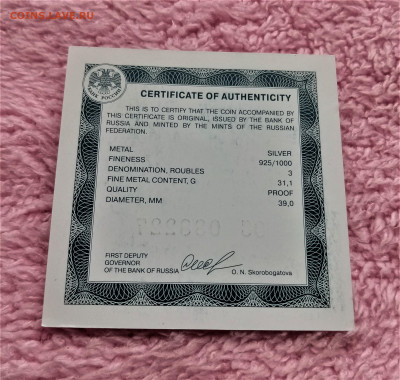 COINS.LAVE.RU
БАНК РОССИИ
CERTIFICATE OF AUTHENTICITY
THIS IS TO CERTIFY THAT THE COIN ACCOMPANIED BY
THIS CERTIFICATE IS ORIGINAL, ISSUED BY THE BANK OF
RUSSIA AND MINTED BY THE MINTS OF THE RUSSIAN
FEDERATION.
METAL SILVER
FINENESS 925/1000
DENOMINATION, ROUBLES 3
FINE METAL CONTENT, G 31,1
QUALITY PROOF
DIAMETER, MM 39,0
FIRST DEPUTY
GOVERNOR
OF THE BANK OF RUSSIA O. N. Skorobogatova